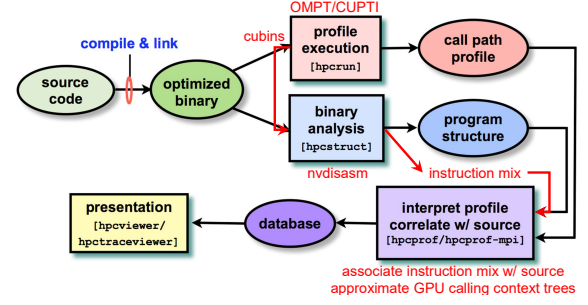 OMPT/CUPTI
compile & link
cubins
profile
execution
[hpcrun]
call path
profile
source
code
optimized
binary
binary
analysis
[hpcstruct]
program
structure
nvdisasm
instruction mix
presentation
[hpcviewer/
hpctraceviewer]
database
interpret profile
correlate w/ source
[hpcprof/hpcprof-mpi]
associate instruction mix w/ source
approximate GPU calling context trees